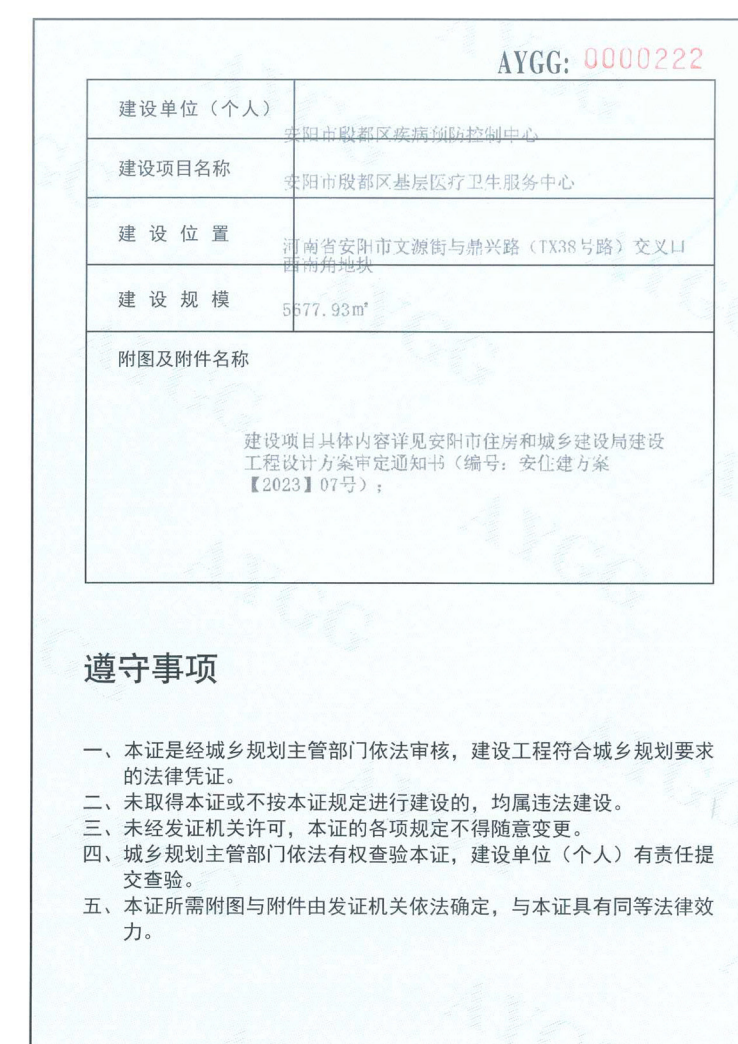 AYGG: 0000222
建设单位（个人）
安阳市殷都区疾病预防控制中心
建设项目名称
安阳市殷都区基层医疗卫生服务中心
建设位置
河南省安阳市文源街与鼎兴路（TX38号路）交叉口
西南角地块
建设规模
5677.93㎡
附图及附件名称
建设项目具体内容详见安阳市住房和城乡建设局建设
工程设计方案审定通知书（编号：安住建方案
【2023】07号）；
遵守事项
一、本证是经城乡规划主管部门依法审核，建设工程符合城乡规划要求
的法律凭证。
二、未取得本证或不按本证规定进行建设的，均属违法建设。
三、未经发证机关许可，本证的各项规定不得随意变更。
四、城乡规划主管部门依法有权查验本证，建设单位（个人）有责任提
交查验。
五、本证所需附图与附件由发证机关依法确定，与本证具有同等法律效
力。